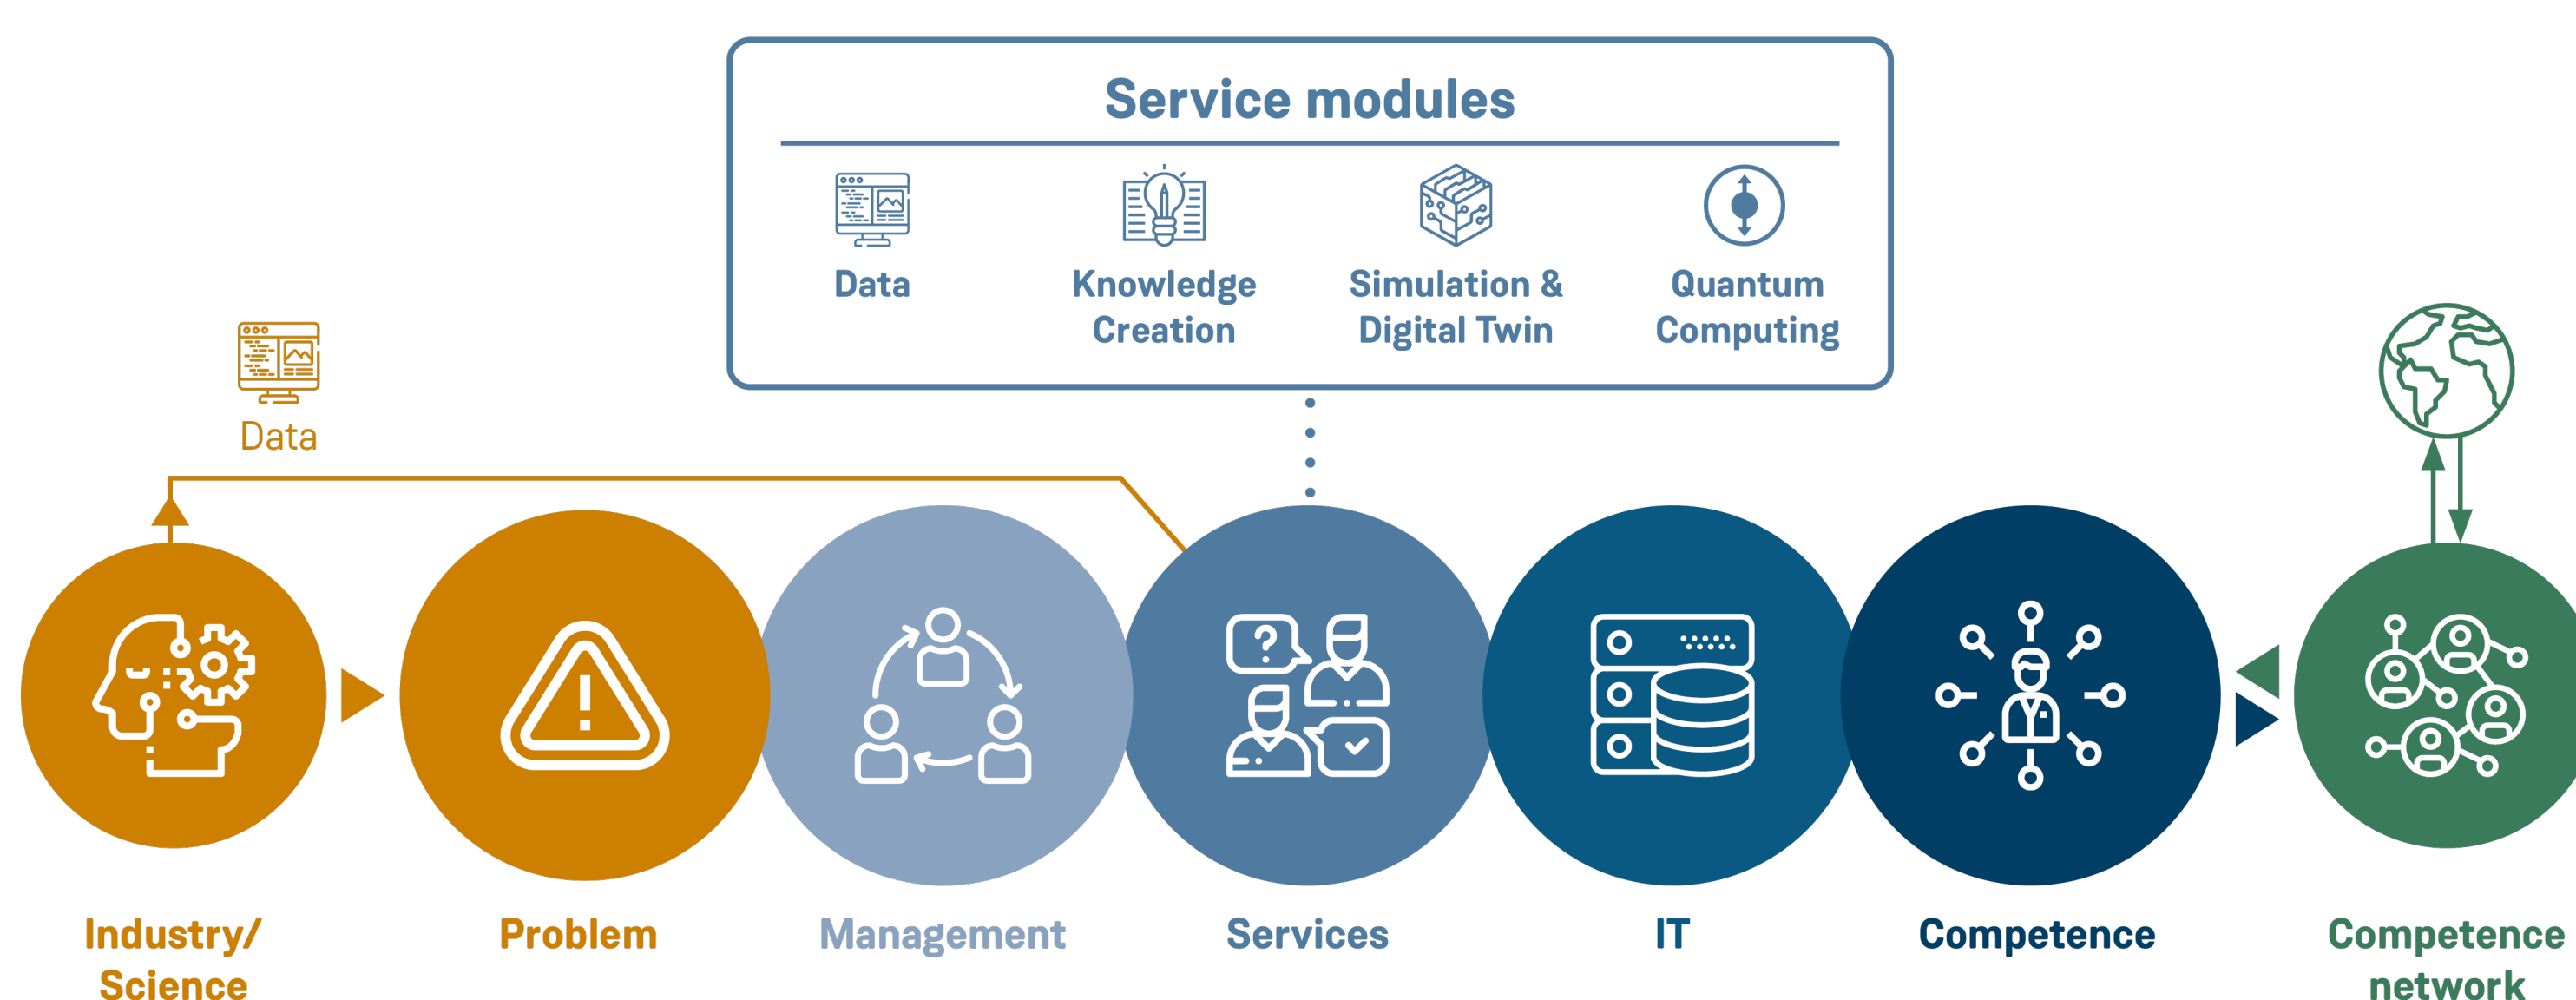 Service modules
Data
Knowledge
Creation
Simulation &
Digital Twin
Quantum
Computing
Data
Industry/
Science
Problem
Management
Services
IT
Competence
Competence
network